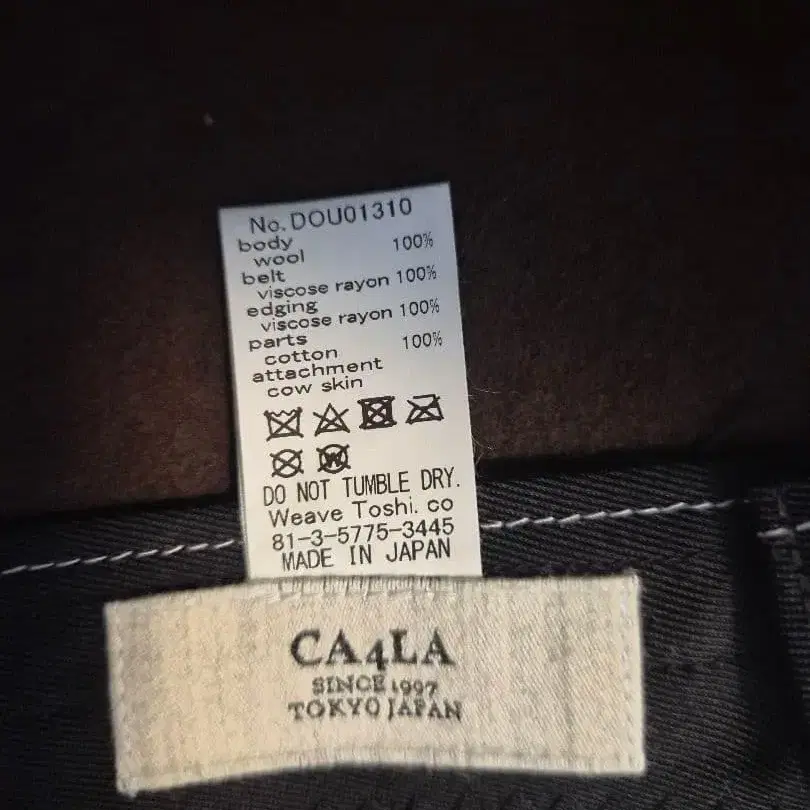 No. DOU01310
body
wool 100%
belt
viscose rayon 100%
edging
viscose rayon 100%
parts
cotton 100%
attachment
cow skin
W
DO NOT TUMBLE DRY.
Weave Toshi. co
81-3-5775-3445
MADE IN JAPAN
CA4LA
SINCE 1997
TOKYO JAPAN